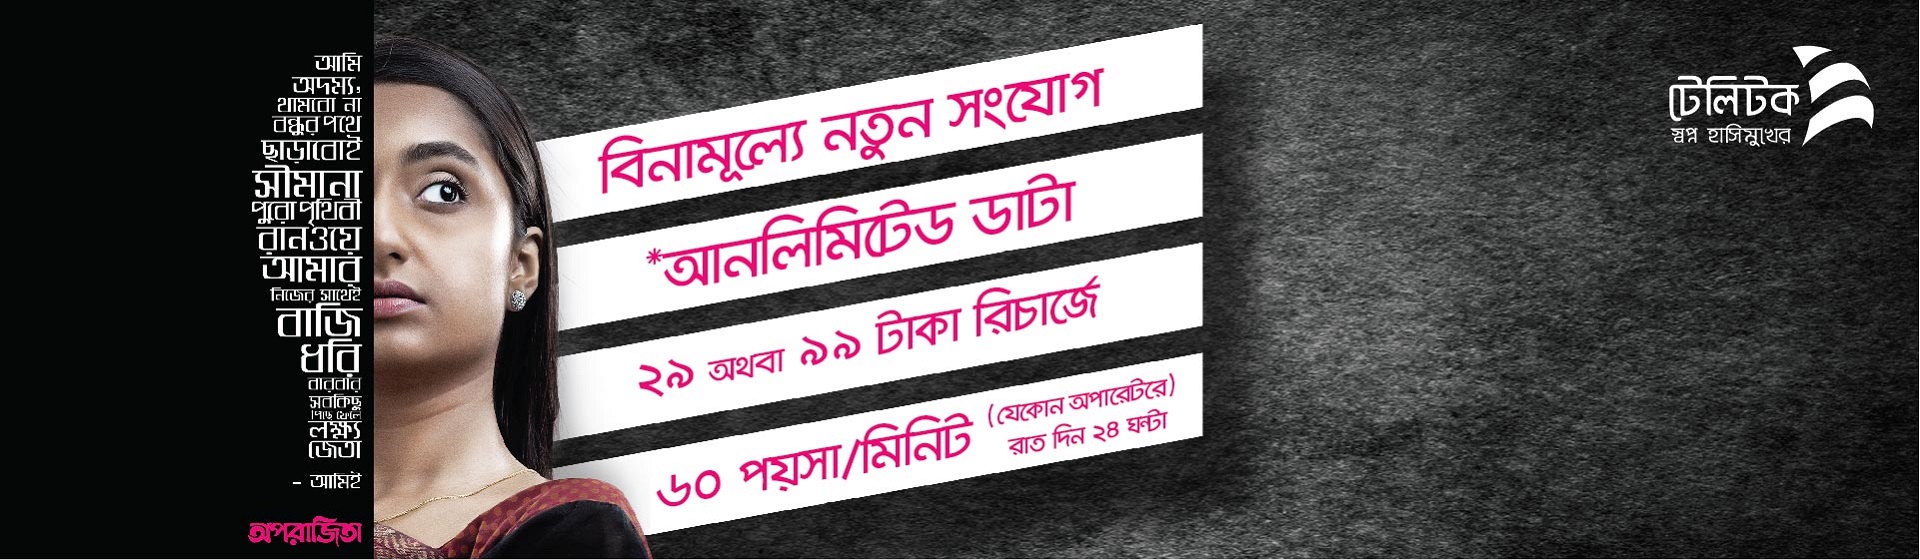 আমি
অদম্য,
থামবো না
বন্ধুর পথে
ছাড়াবোই
সীমানা
পুরো পৃথিবী
রানওয়ে
আমার
নিজের সাথেই
বাজি
ধরি
বারবার
সবকিছু
পিছে ফেলে
লক্ষ্য
জেতা
- আমিই
অপরাজিতা
বিনামূল্যে নতুন সংযোগ
*আনলিমিটেড ডাটা
২৯ অথবা ৯৯ টাকা রিচার্জে
৬০ পয়সা/মিনিট (যেকোন অপারেটরে)
রাত দিন ২৪ ঘন্টা
টেলিটক
স্বপ্ন হাসিমুখের